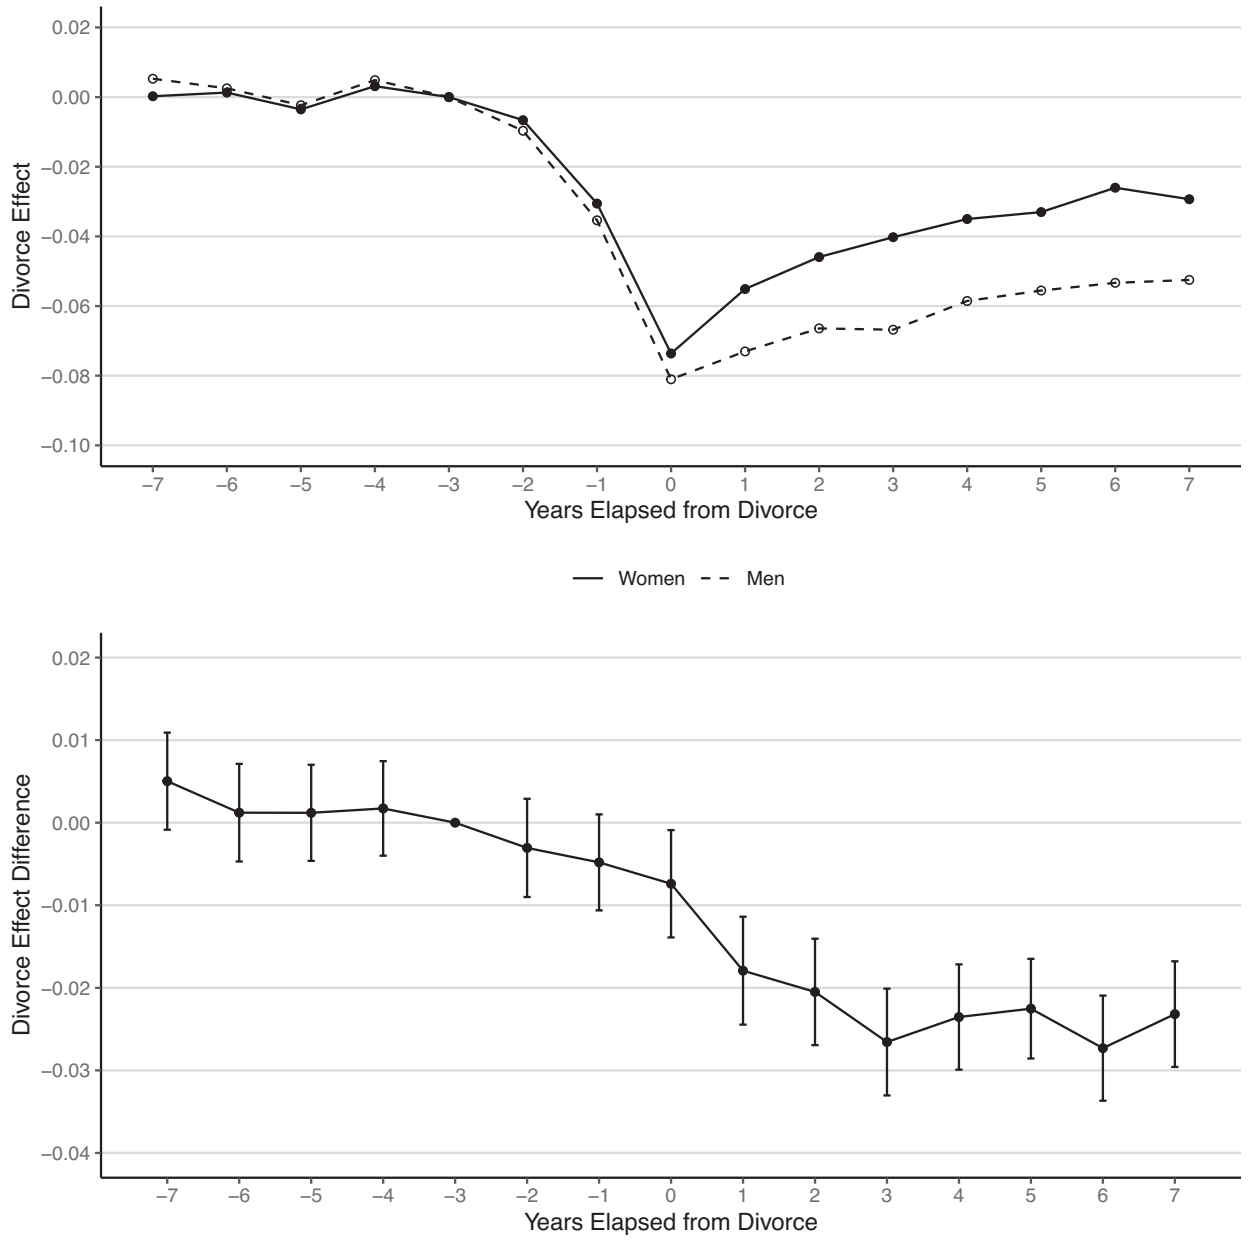 0.02
0.00
−0.02
−0.04
−0.06
−0.08
−0.10
Divorce Effect
−7 −6 −5 −4 −3 −2 −1 0 1 2 3 4 5 6 7
Years Elapsed from Divorce
Women Men
0.02
0.01
0.00
−0.01
−0.02
−0.03
−0.04
Divorce Effect Difference
−7 −6 −5 −4 −3 −2 −1 0 1 2 3 4 5 6 7
Years Elapsed from Divorce